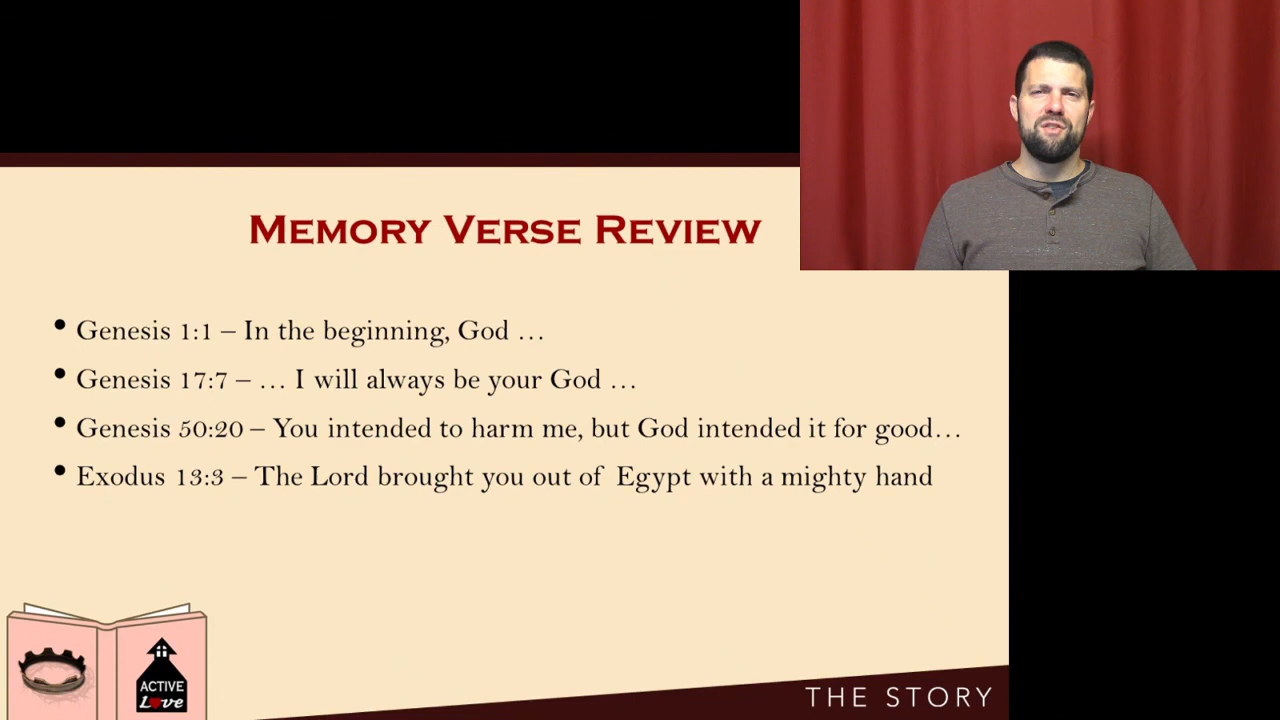 Memory Verse Review
• Genesis 1:1 – In the beginning, God …
• Genesis 17:7 – … I will always be your God …
• Genesis 50:20 – You intended to harm me, but God intended it for good…
• Exodus 13:3 – The Lord brought you out of  Egypt with a mighty hand
ACTIVE
Love
THE STORY